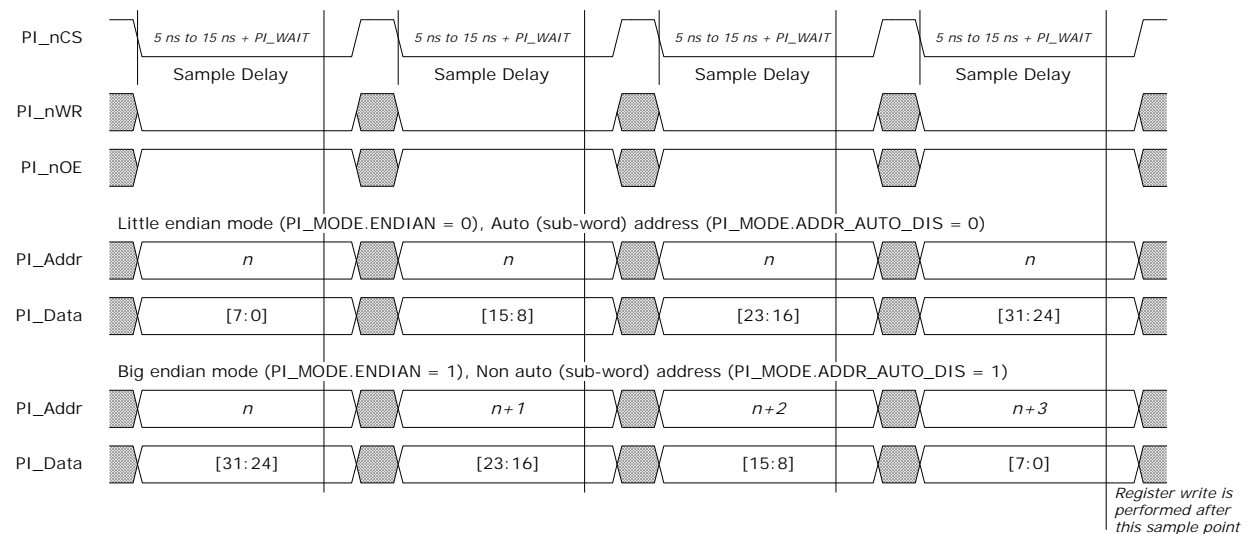 PI_nCS 5 ns to 15 ns + PI_WAIT 5 ns to 15 ns + PI_WAIT 5 ns to 15 ns + PI_WAIT 5 ns to 15 ns + PI_WAIT
Sample Delay Sample Delay Sample Delay Sample Delay
PI_nWR
PI_nOE
Little endian mode (PI_MODE.ENDIAN = 0), Auto (sub-word) address (PI_MODE.ADDR_AUTO_DIS = 0)
PI_Addr n n n n
PI_Data [7:0] [15:8] [23:16] [31:24]
Big endian mode (PI_MODE.ENDIAN = 1), Non auto (sub-word) address (PI_MODE.ADDR_AUTO_DIS = 1)
PI_Addr n n+1 n+2 n+3
PI_Data [31:24] [23:16] [15:8] [7:0]
Register write is
performed after
this sample point